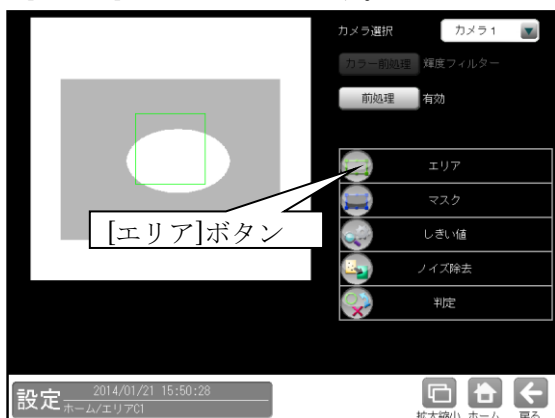 カメラ選択 カメラ1
カラー前処理 輝度フィルター
前処理 有効
エリア
マスク
[エリア]ボタン
しきい値
ノイズ除去
判定
設定 2014/01/21 15:50:28
ホーム/エリアC1
拡大縮小 ホーム 戻る